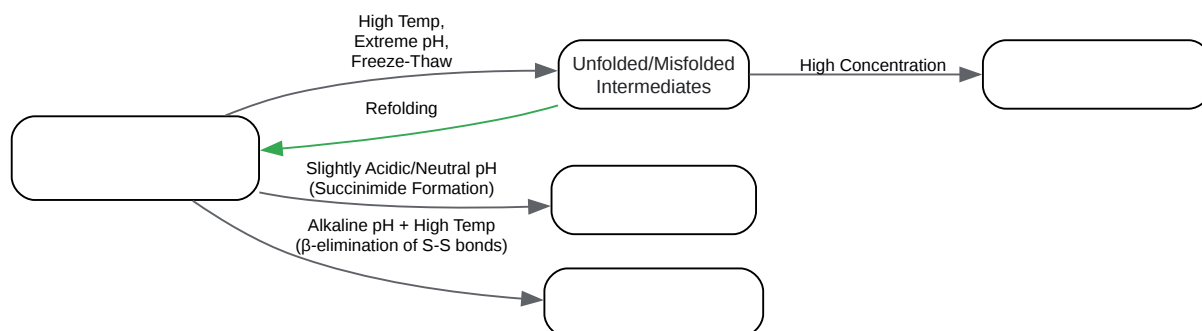 High Temp,
Extreme pH,
Freeze-Thaw
Unfolded/Misfolded
Intermediates
High Concentration
Refolding
Slightly Acidic/Neutral pH
(Succinimide Formation)
Alkaline pH + High Temp
(β-elimination of S-S bonds)